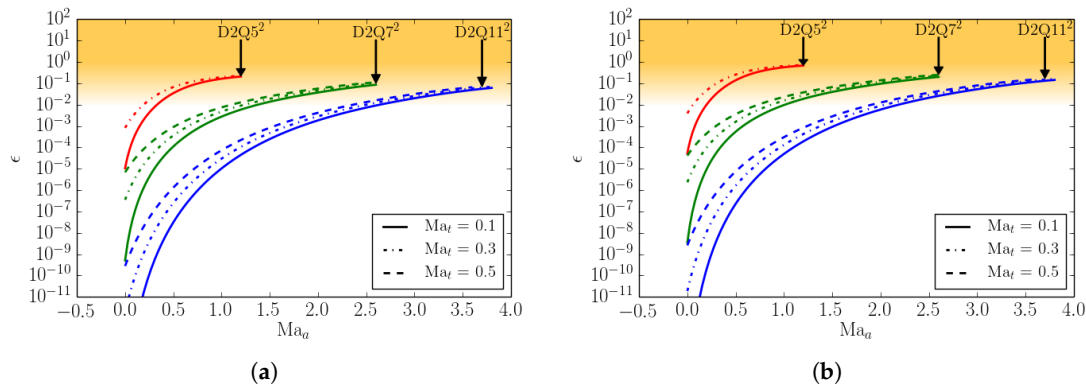 10² D2Q5² D2Q7² D2Q11²
10¹
10⁰
10⁻¹
10⁻²
10⁻³
10⁻⁴
ϵ 10⁻⁵
10⁻⁶
10⁻⁷
10⁻⁸ Maₜ = 0.1
10⁻⁹ Maₜ = 0.3
10⁻¹⁰ Maₜ = 0.5
10⁻¹¹
−0.5 0.0 0.5 1.0 1.5 2.0 2.5 3.0 3.5 4.0
Maₐ
(a)
10² D2Q5² D2Q7² D2Q11²
10¹
10⁰
10⁻¹
10⁻²
10⁻³
10⁻⁴
ϵ 10⁻⁵
10⁻⁶
10⁻⁷
10⁻⁸ Maₜ = 0.1
10⁻⁹ Maₜ = 0.3
10⁻¹⁰ Maₜ = 0.5
10⁻¹¹
−0.5 0.0 0.5 1.0 1.5 2.0 2.5 3.0 3.5 4.0
Maₐ
(b)